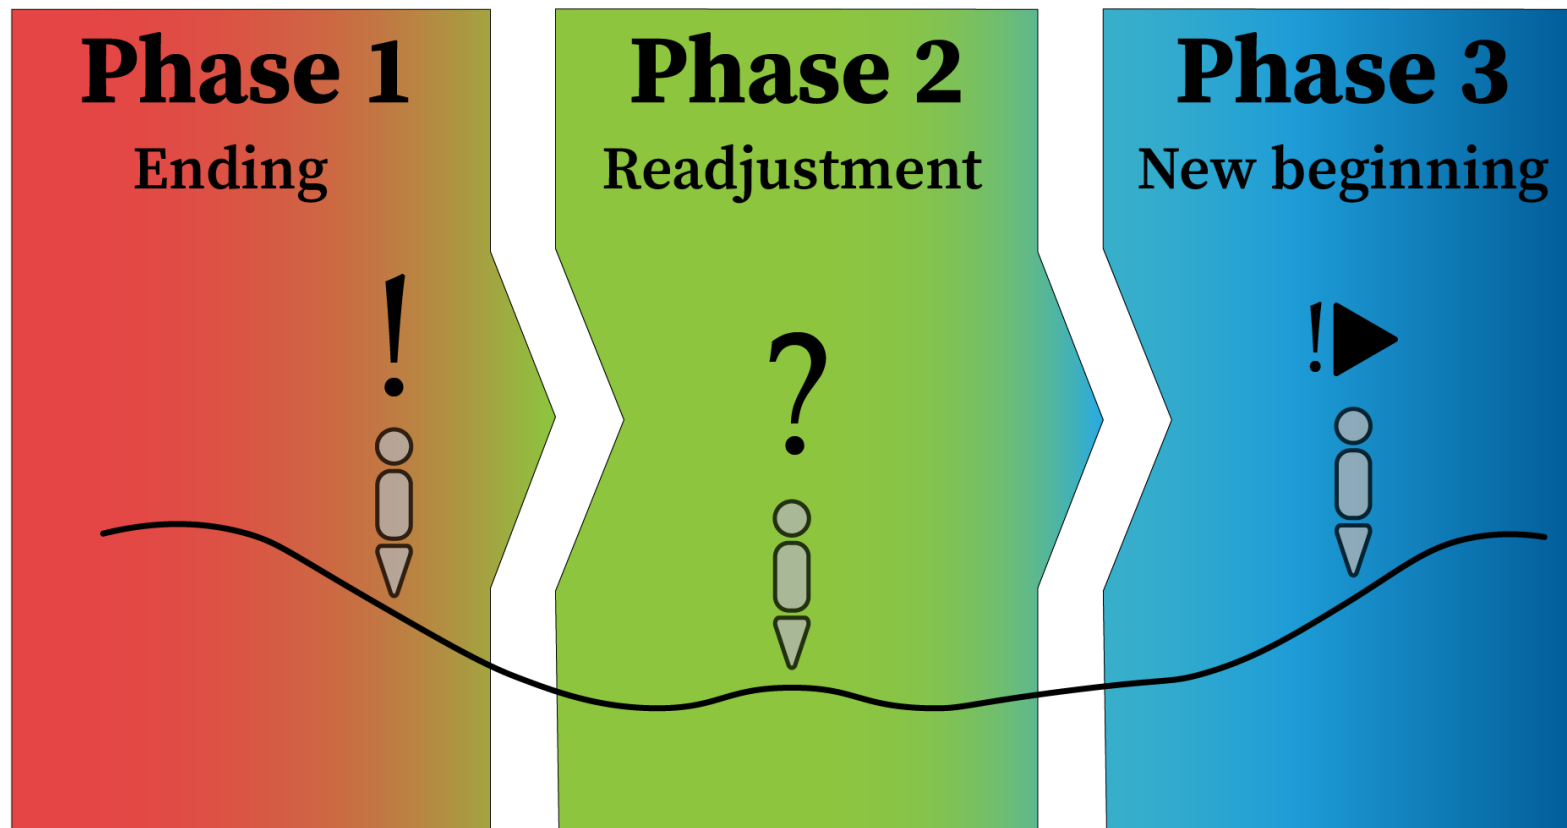 Phase 1
Ending
!
Phase 2
Readjustment
?
Phase 3
New beginning
!